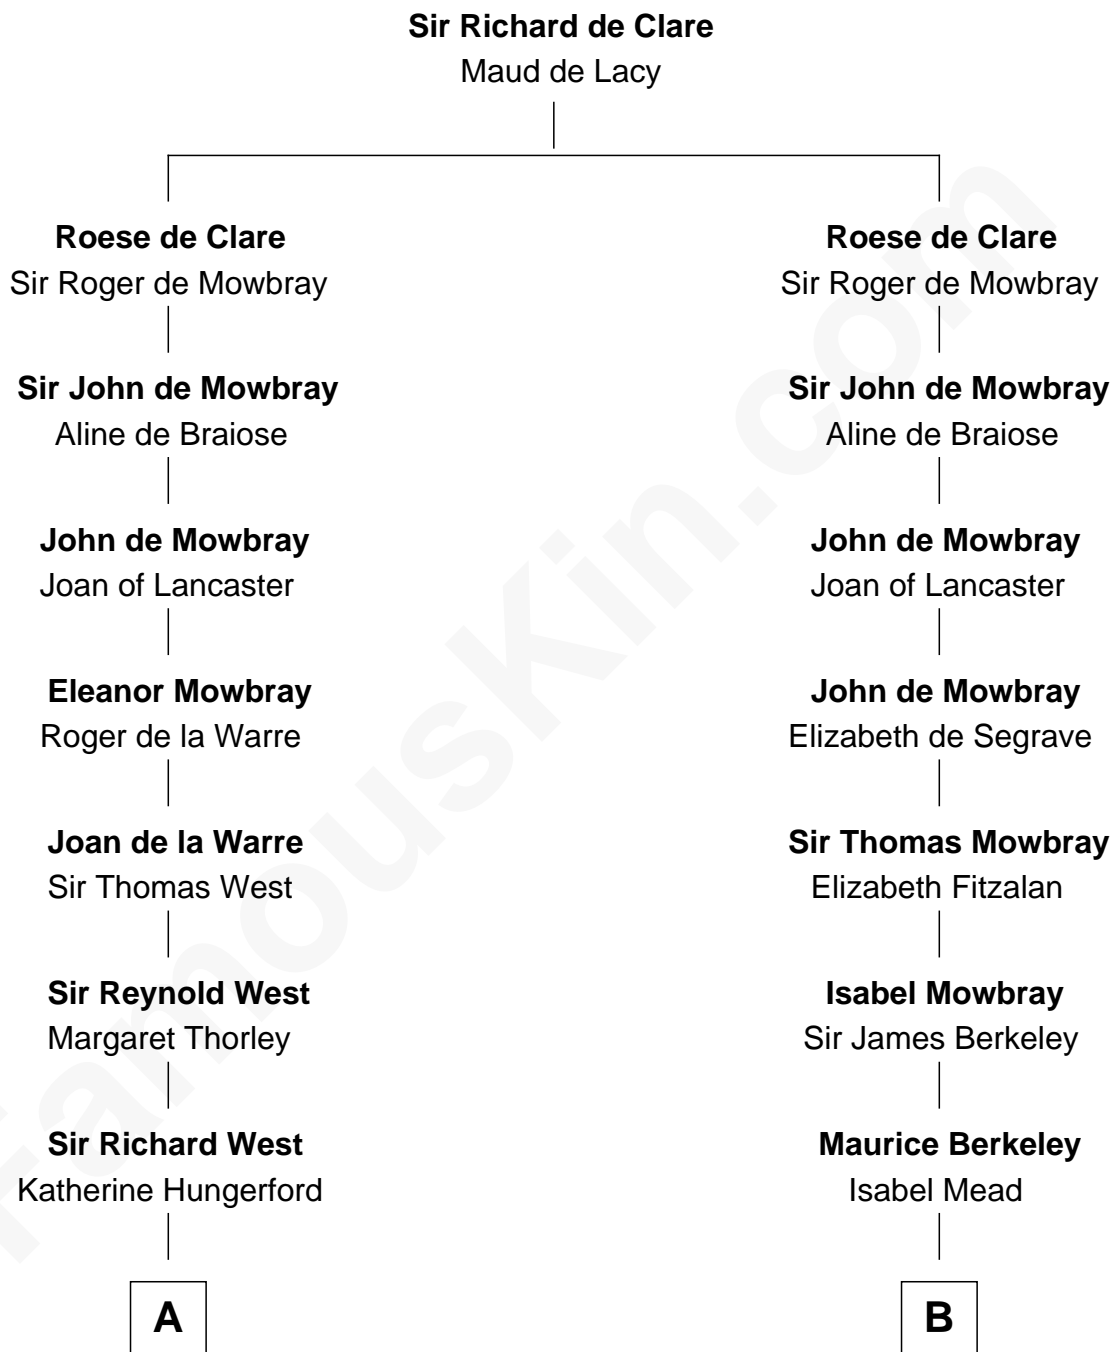 Sir Richard de Clare
Maud de Lacy
Roese de Clare
Sir Roger de Mowbray
Roese de Clare
Sir Roger de Mowbray
Sir John de Mowbray
Aline de Braiose
Sir John de Mowbray
Aline de Braiose
John de Mowbray
Joan of Lancaster
John de Mowbray
Joan of Lancaster
Eleanor Mowbray
Roger de la Warre
John de Mowbray
Elizabeth de Segrave
Joan de la Warre
Sir Thomas West
Sir Thomas Mowbray
Elizabeth Fitzalan
Sir Reynold West
Margaret Thorley
Isabel Mowbray
Sir James Berkeley
Sir Richard West
Katherine Hungerford
Maurice Berkeley
Isabel Mead
A
B
FamousKin.com